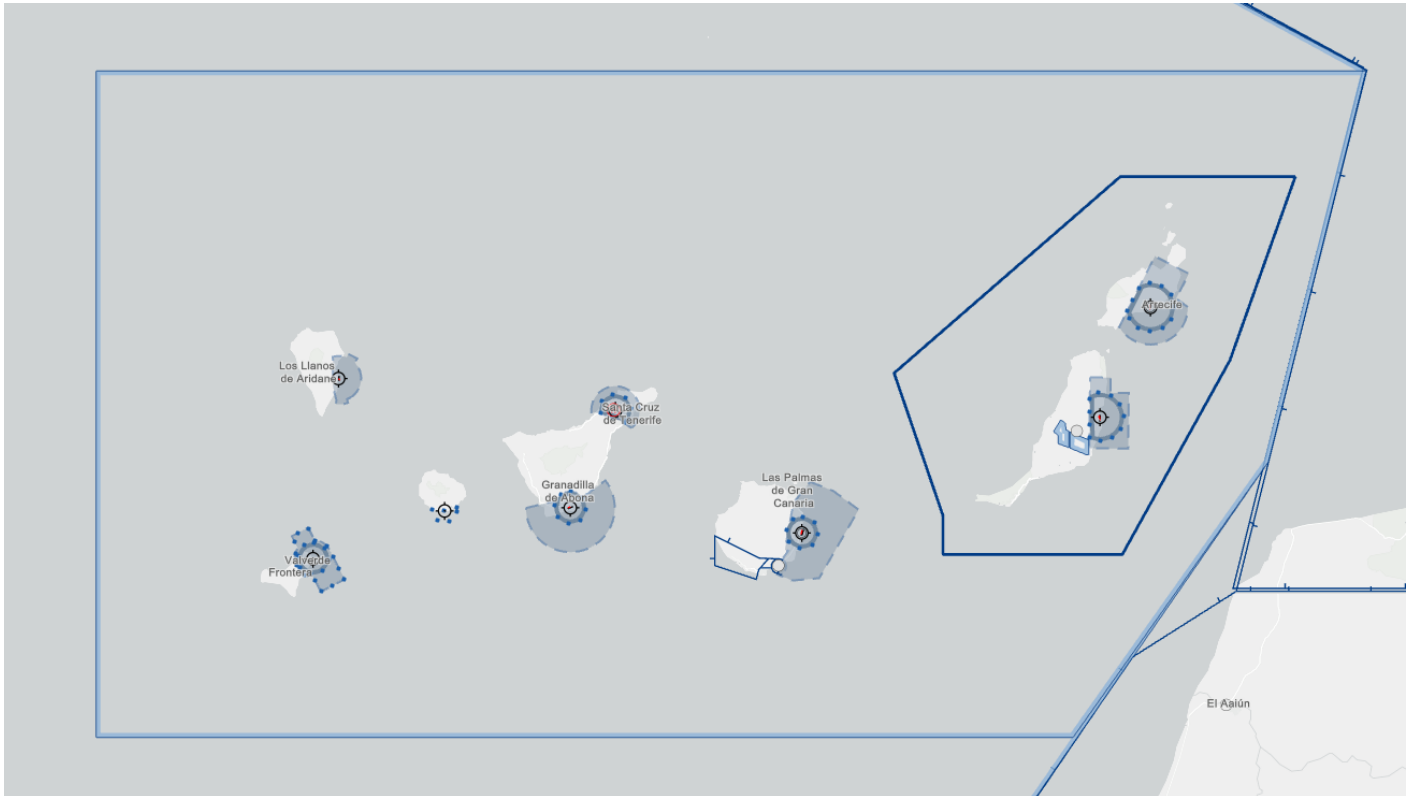 Arrecife
Los Llanos
de Aridane
Santa Cruz
de Tenerife
Las Palmas
de Gran
Canaria
Granadilla
de Abona
Valverde
Frontera
El Aaiún